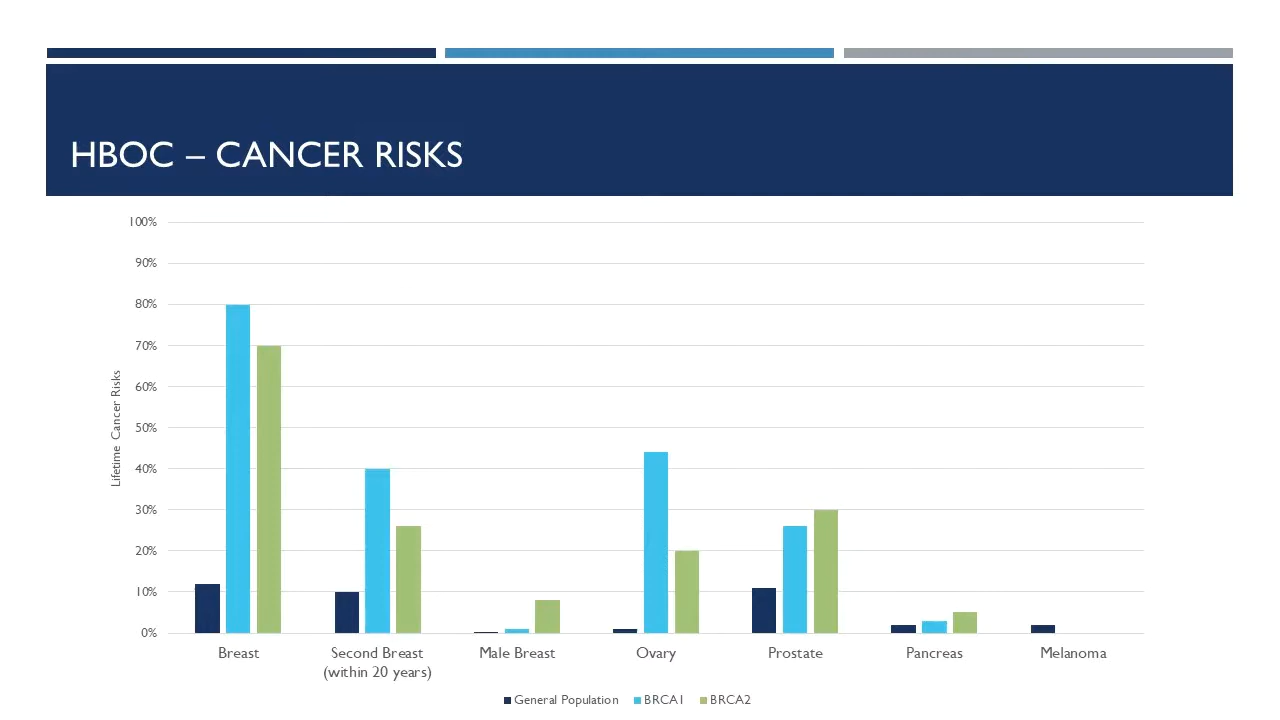 HBOC – CANCER RISKS
100%
90%
80%
70%
60%
50%
40%
30%
20%
10%
0%
Lifetime Cancer Risks
Breast
Second Breast
(within 20 years)
Male Breast
Ovary
Prostate
Pancreas
Melanoma
General Population
BRCA1
BRCA2